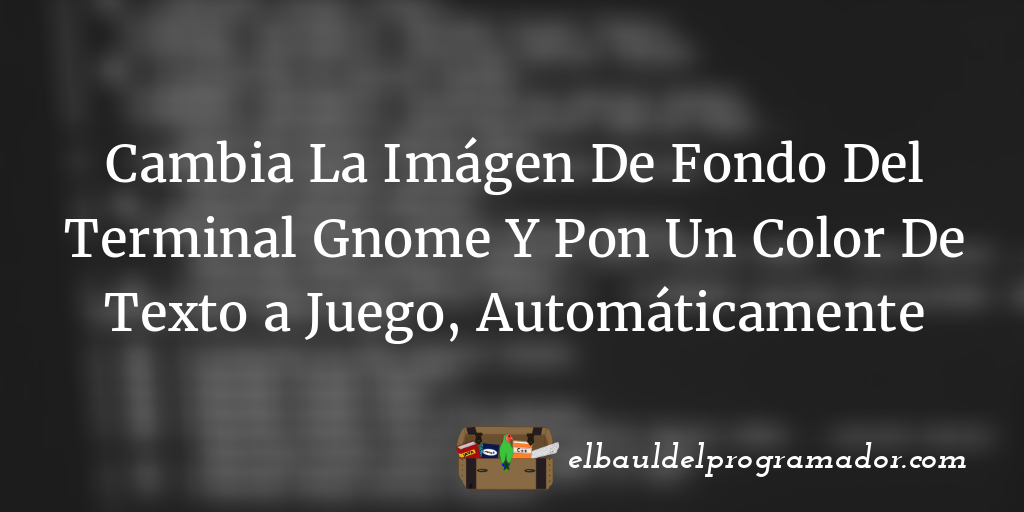 Cambia La Imágen De Fondo Del
Terminal Gnome Y Pon Un Color De
Texto a Juego, Automáticamente
elbauldelprogramador.com